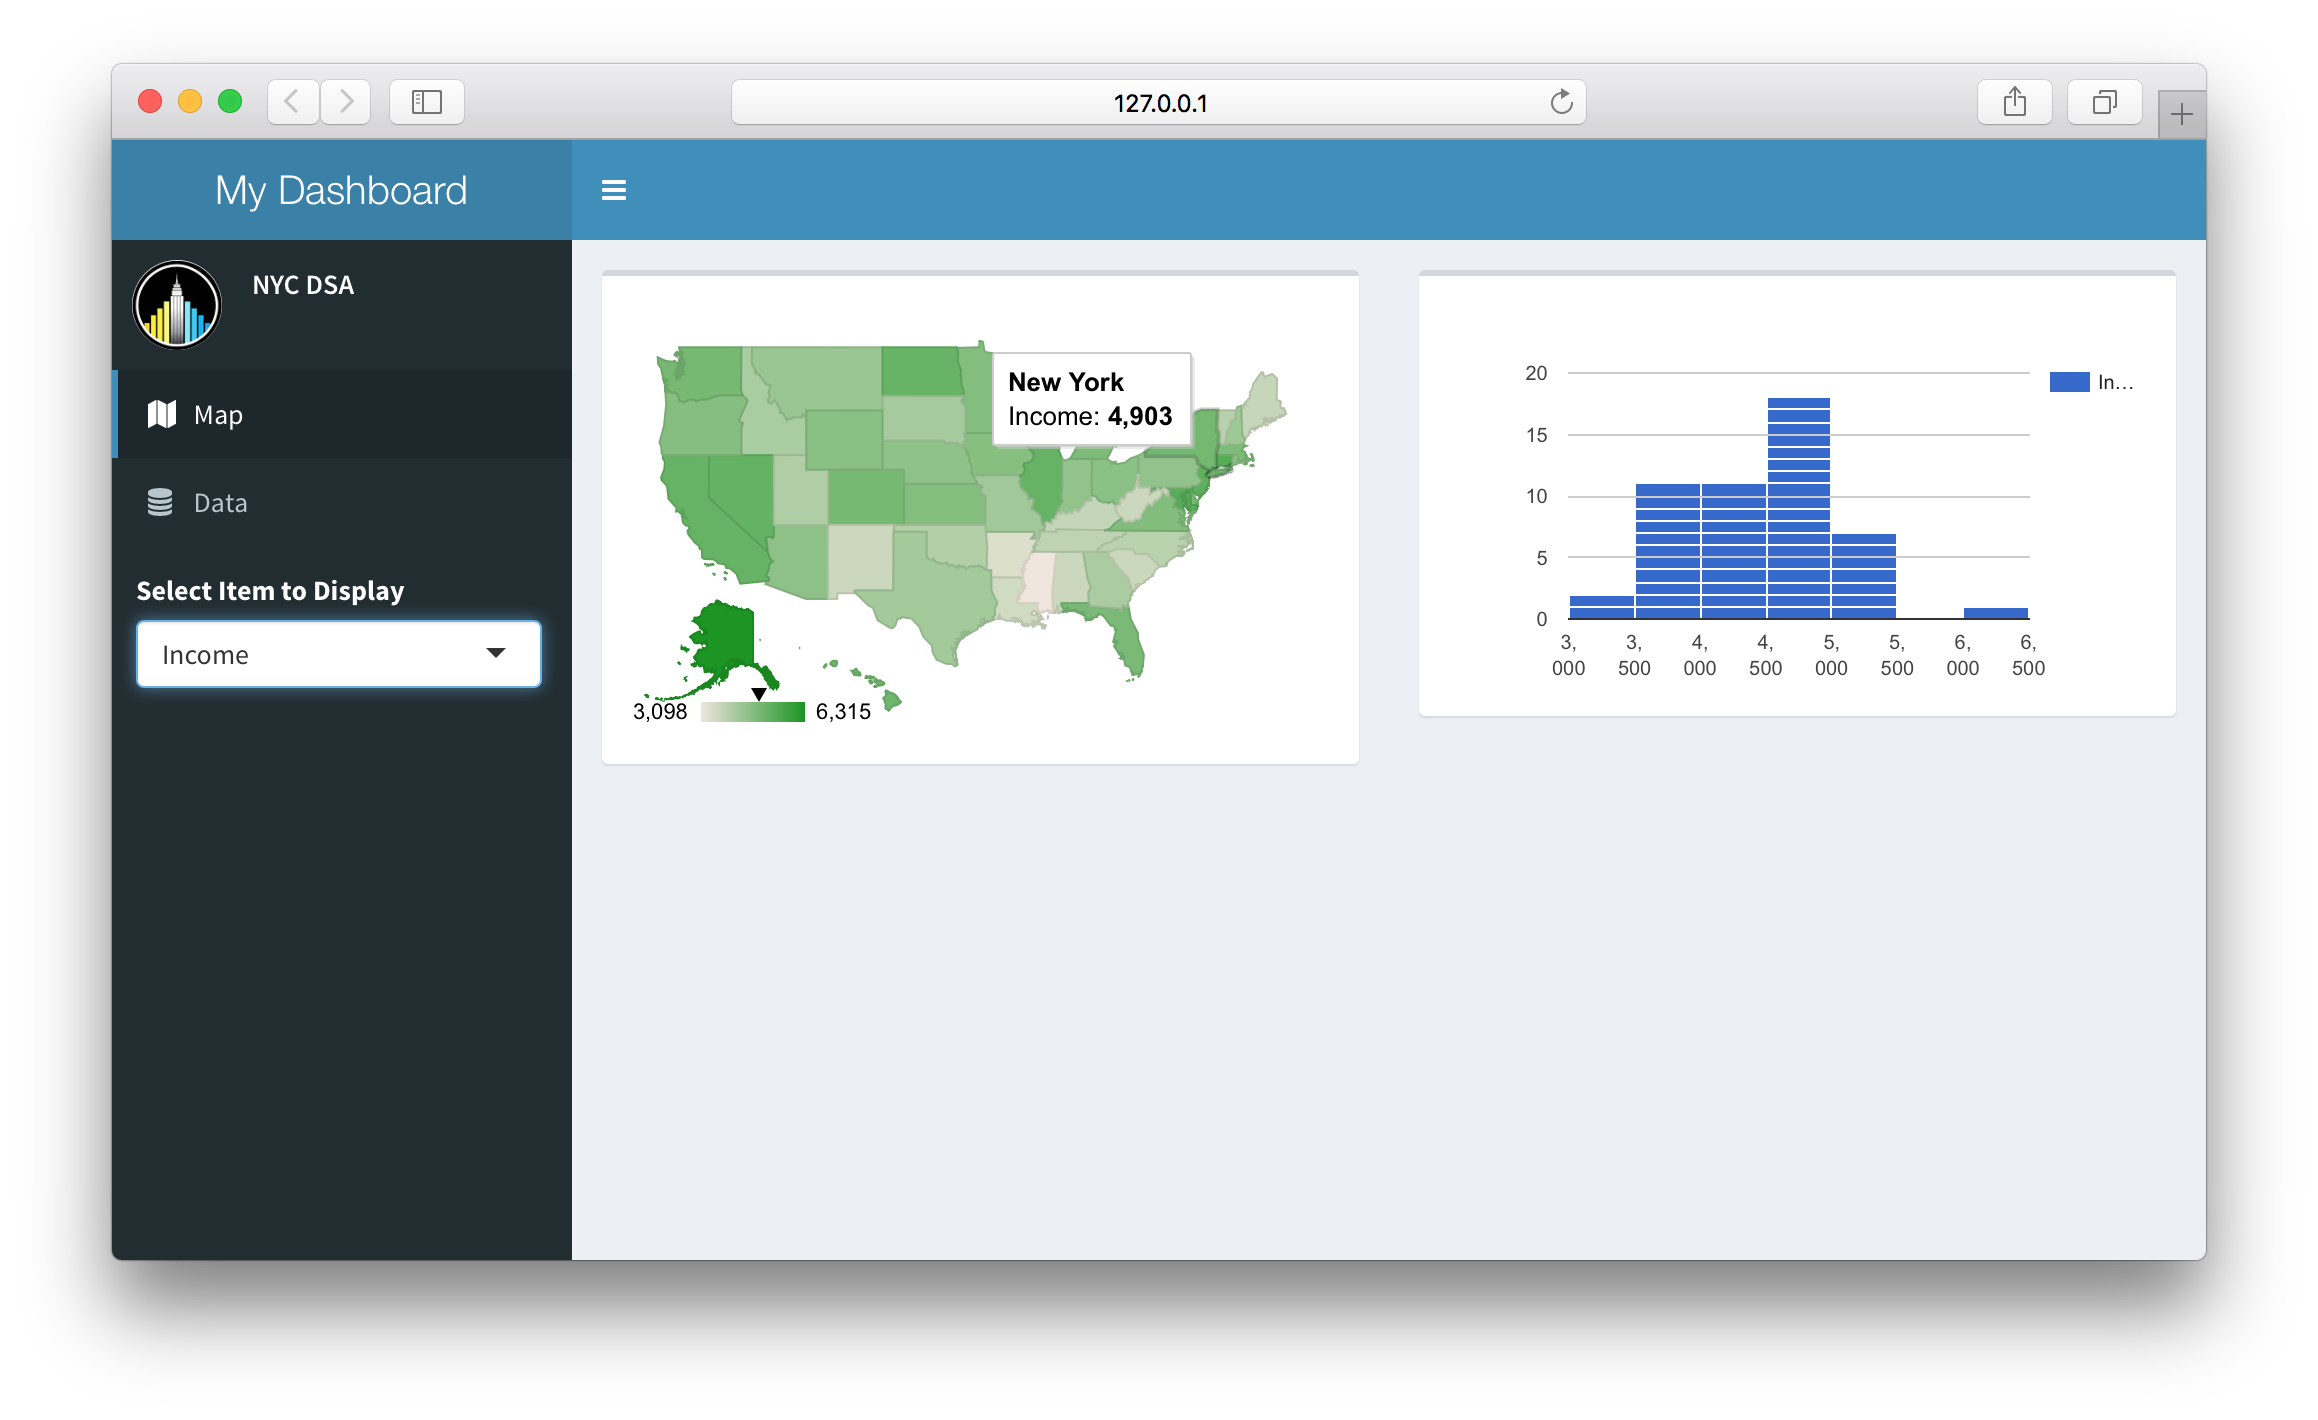 127.0.0.1
My Dashboard
NYC DSA
Map
Data
Select Item to Display
Income
New York
Income: 4,903
3,098
6,315
20
15
10
5
0
In...
3, 3, 4, 4, 5, 5, 6, 6,
000 500 000 500 000 500 000 500